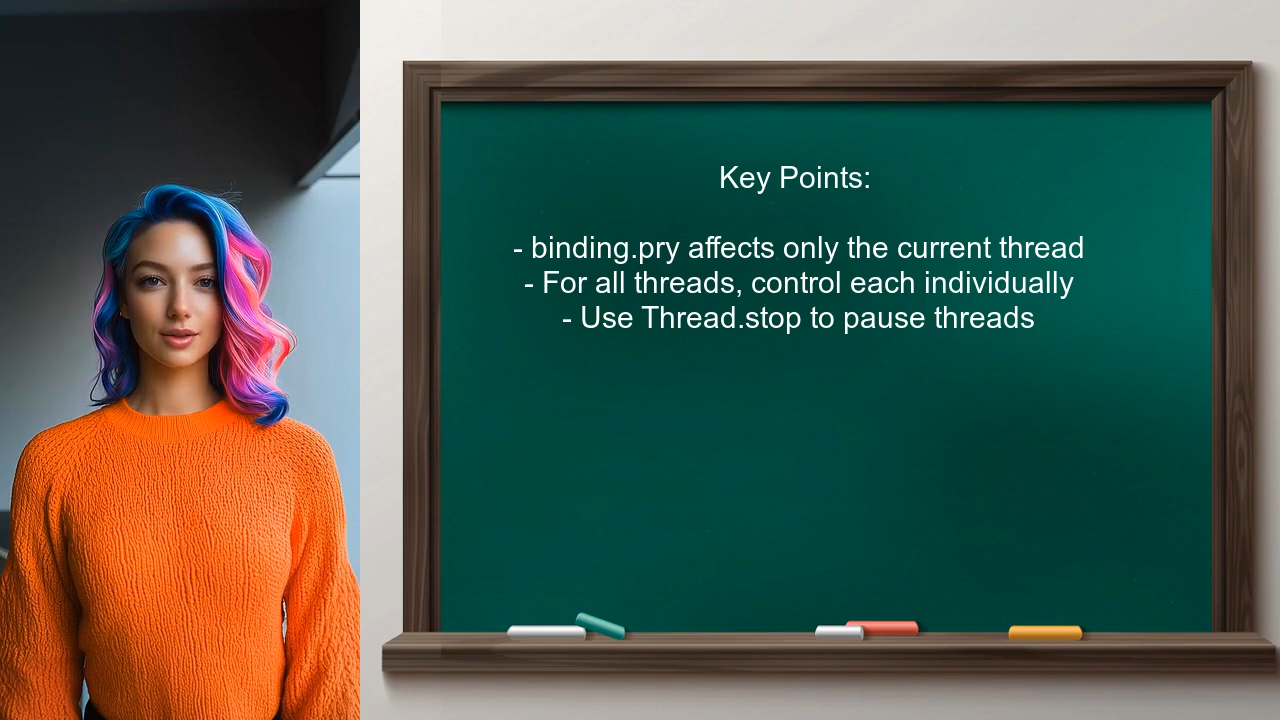 Key Points:
- binding.pry affects only the current thread
- For all threads, control each individually
- Use Thread.stop to pause threads